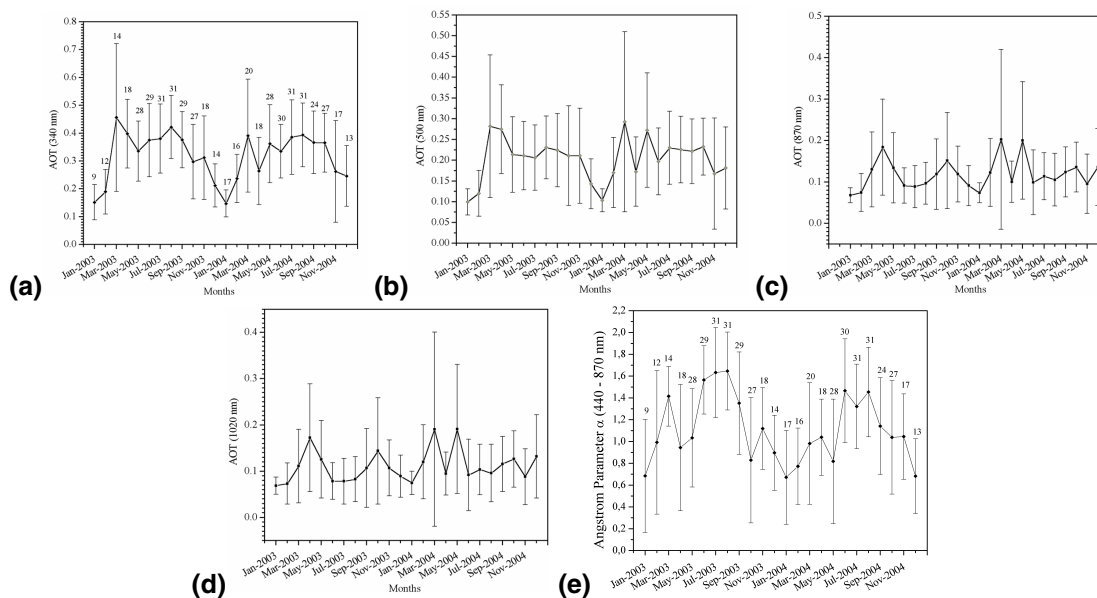 0.8
0.7
0.6
0.5
0.4
0.3
0.2
0.1
0.0
AOT (340 nm)
9
12
14
18
28
29
31
31
29
27
18
14
17
16
20
18
28
30
31
31
24
27
17
13
Jan-2003
Mar-2003
May-2003
Jul-2003
Sep-2003
Nov-2003
Jan-2004
Mar-2004
May-2004
Jul-2004
Sep-2004
Nov-2004
Months
(a)
0.55
0.50
0.45
0.40
0.35
0.30
0.25
0.20
0.15
0.10
0.05
0.00
AOT (500 nm)
Jan-2003
Mar-2003
May-2003
Jul-2003
Sep-2003
Nov-2003
Jan-2004
Mar-2004
May-2004
Jul-2004
Sep-2004
Nov-2004
Months
(b)
0.5
0.4
0.3
0.2
0.1
0.0
AOT (870 nm)
Jan-2003
Mar-2003
May-2003
Jul-2003
Sep-2003
Nov-2003
Jan-2004
Mar-2004
May-2004
Jul-2004
Sep-2004
Nov-2004
Months
(c)
0.4
0.3
0.2
0.1
0.0
AOT (1020 nm)
Jan-2003
Mar-2003
May-2003
Jul-2003
Sep-2003
Nov-2003
Jan-2004
Mar-2004
May-2004
Jul-2004
Sep-2004
Nov-2004
Months
(d)
2,2
2,0
1,8
1,6
1,4
1,2
1,0
0,8
0,6
0,4
0,2
0,0
Angstrom Parameter α (440 - 870 nm)
9
12
14
18
28
29
31
31
29
27
18
14
17
16
20
18
28
30
31
31
24
27
17
13
Jan-2003
Mar-2003
May-2003
Jul-2003
Sep-2003
Nov-2003
Jan-2004
Mar-2004
May-2004
Jul-2004
Sep-2004
Nov-2004
(e)